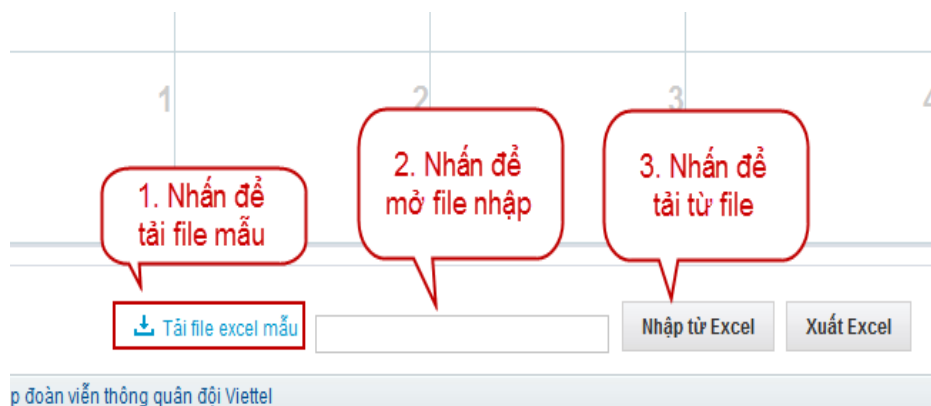 1
2
3
4
1. Nhấn để
tải file mẫu
2. Nhấn để
mở file nhập
3. Nhấn để
tải từ file
Tải file excel mẫu
Nhập từ Excel
Xuất Excel
p đoàn viễn thông quân đội Viettel